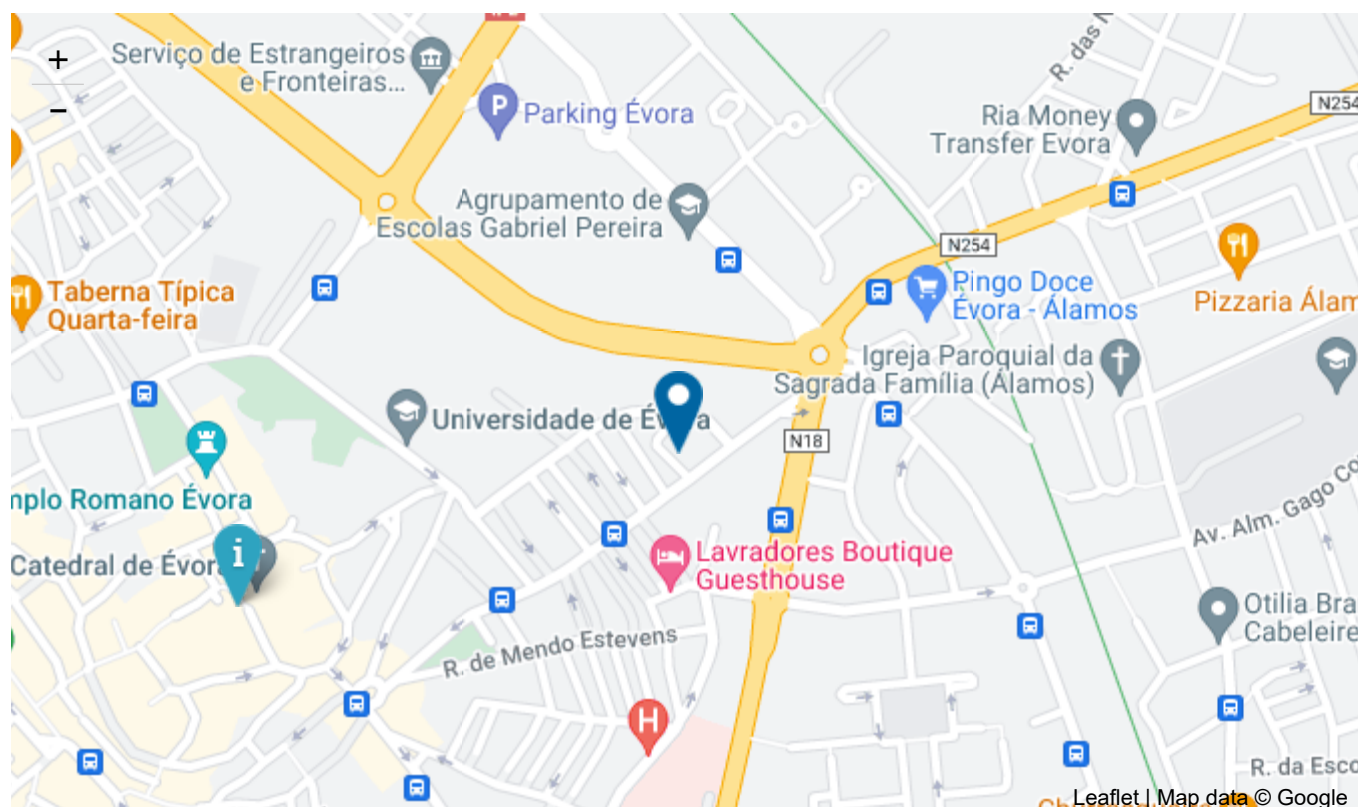 +
−
Serviço de Estrangeiros
e Fronteiras...
P
Parking Évora
R. das
N254
Ria Money
Transfer Evora
Agrupamento de
Escolas Gabriel Pereira
N254
Taberna Típica
Quarta-feira
Pingo Doce
Évora - Álamos
Pizzaria Álam
Igreja Paroquial da
Sagrada Família (Álamos)
Universidade de Évora
N18
mplo Romano Évora
Av. Alm. Gago Co
i
Catedral de Évora
Lavradores Boutique
Guesthouse
Otilia Bra
Cabeleire
R. de Mendo Estevens
H
R. da Esco
Leaflet | Map data © Google